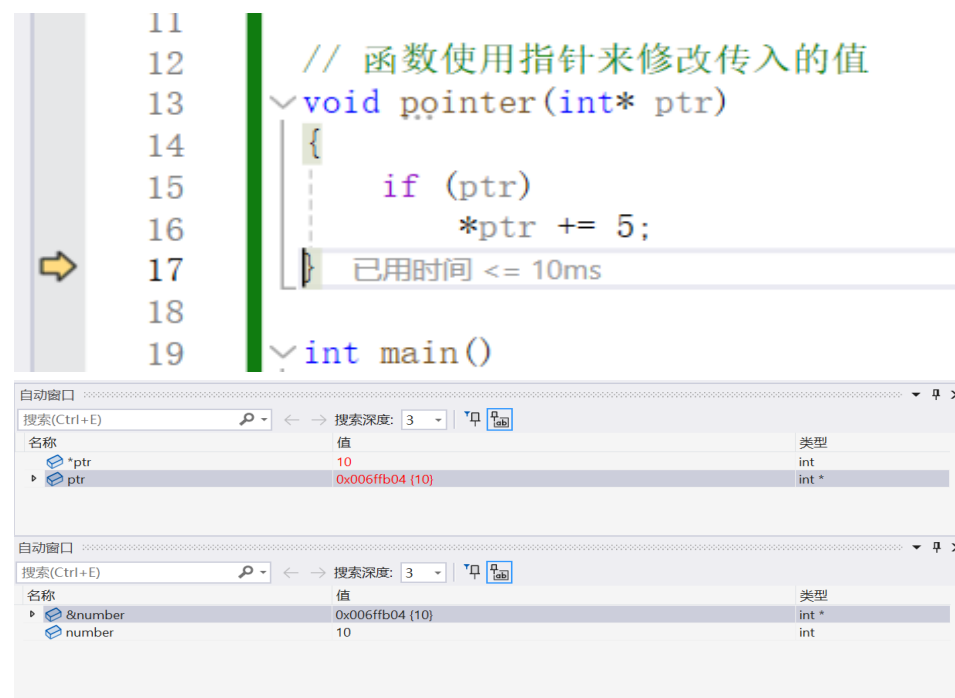 11
12 // 函数使用指针来修改传入的值
13 void pointer(int* ptr)
14 {
15 if (ptr)
16 *ptr += 5;
17 } 已用时间 <= 10ms
18
19 int main()
自动窗口
搜索(Ctrl+E) 搜索深度: 3
名称 值 类型
*ptr 10 int
ptr 0x006ffb04 {10} int *
自动窗口
搜索(Ctrl+E) 搜索深度: 3
名称 值 类型
&number 0x006ffb04 {10} int *
number 10 int